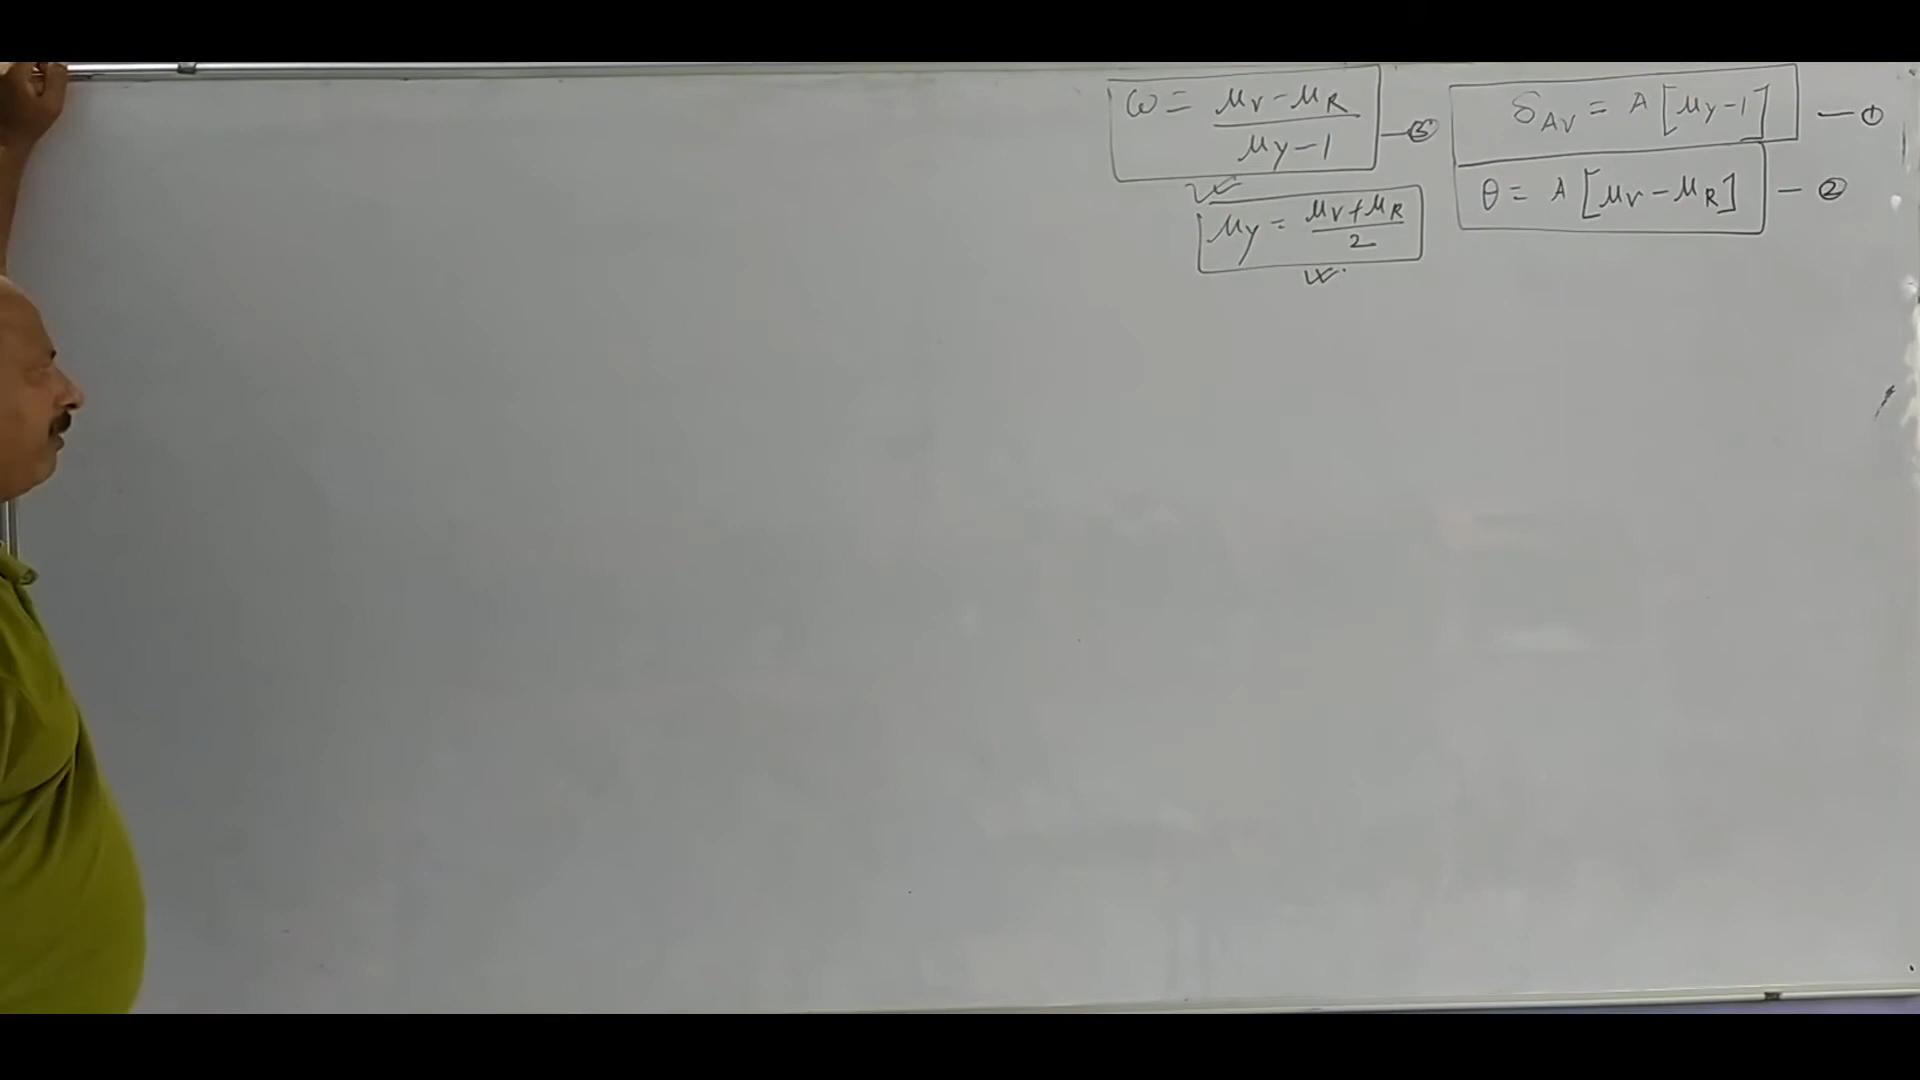 ω = μV − μR / μy − 1 — ③
μy = μV + μR / 2
δAV = A [μy − 1] — ①
θ = A [μV − μR] — ②